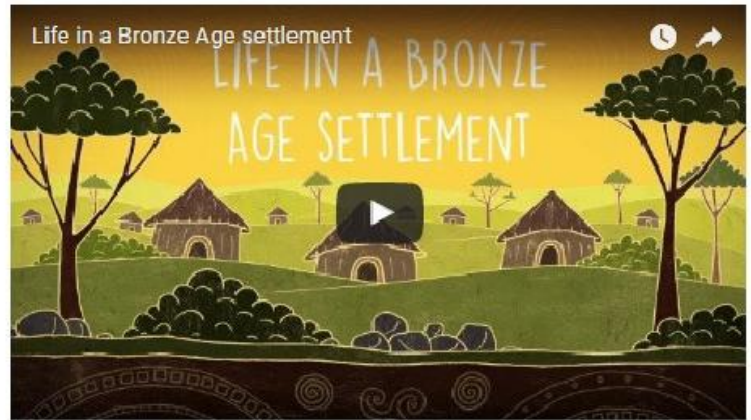 Life in a Bronze Age settlement
LIFE IN A BRONZE
AGE SETTLEMENT